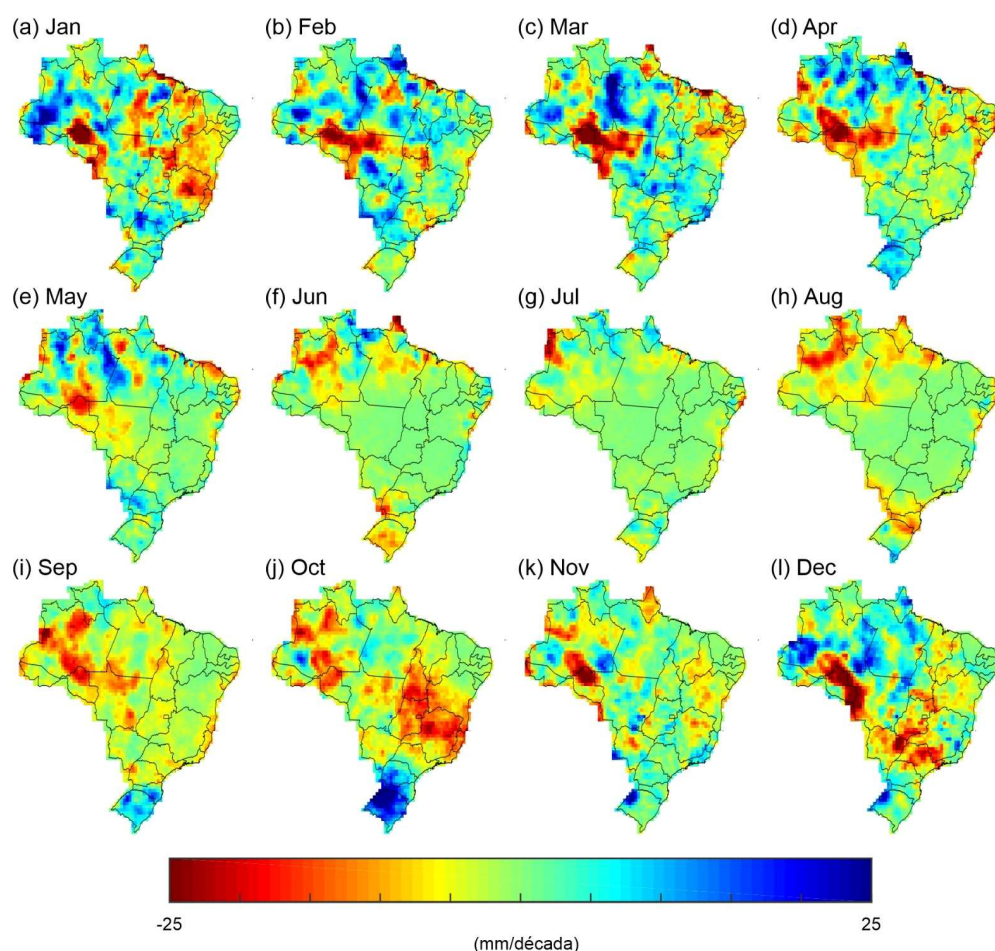 (a) Jan
(b) Feb
(c) Mar
(d) Apr
(e) May
(f) Jun
(g) Jul
(h) Aug
(i) Sep
(j) Oct
(k) Nov
(l) Dec
-25
25
(mm/década)